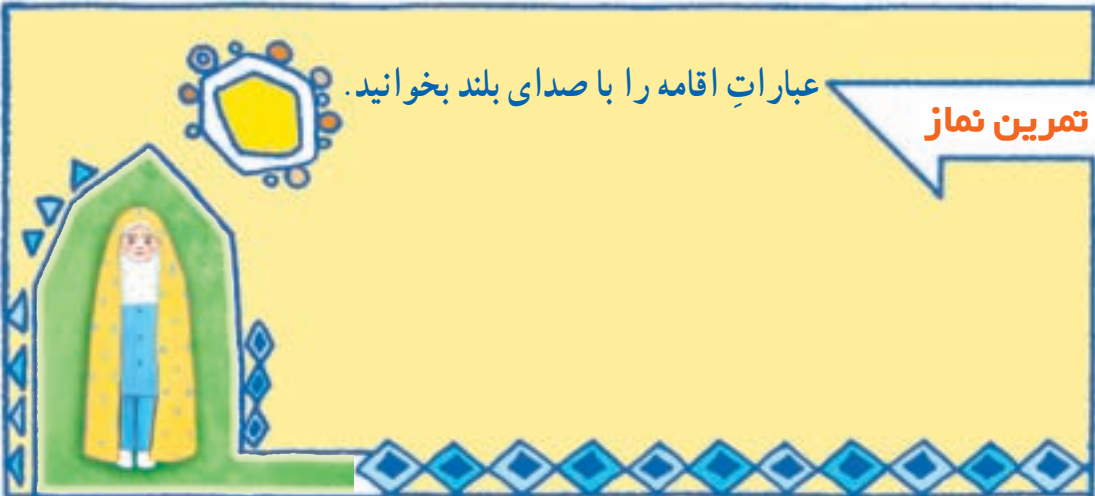 تمرین نماز
عباراتِ اقامه را با صدای بلند بخوانید.